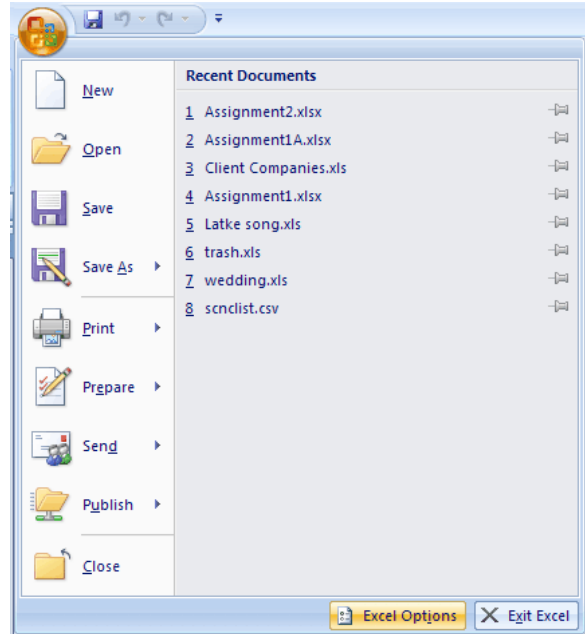 New
Open
Save
Save As
Print
Prepare
Send
Publish
Close
Recent Documents
1 Assignment2.xlsx
2 Assignment1A.xlsx
3 Client Companies.xls
4 Assignment1.xlsx
5 Latke song.xls
6 trash.xls
7 wedding.xls
8 scnclist.csv
Excel Options
Exit Excel